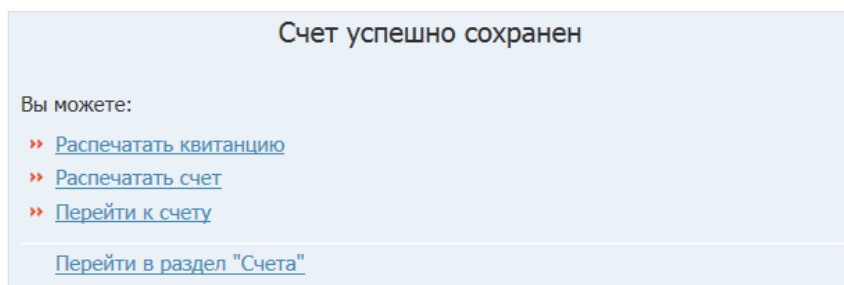 Счет успешно сохранен
Вы можете:
Распечатать квитанцию
Распечатать счет
Перейти к счету
Перейти в раздел "Счета"